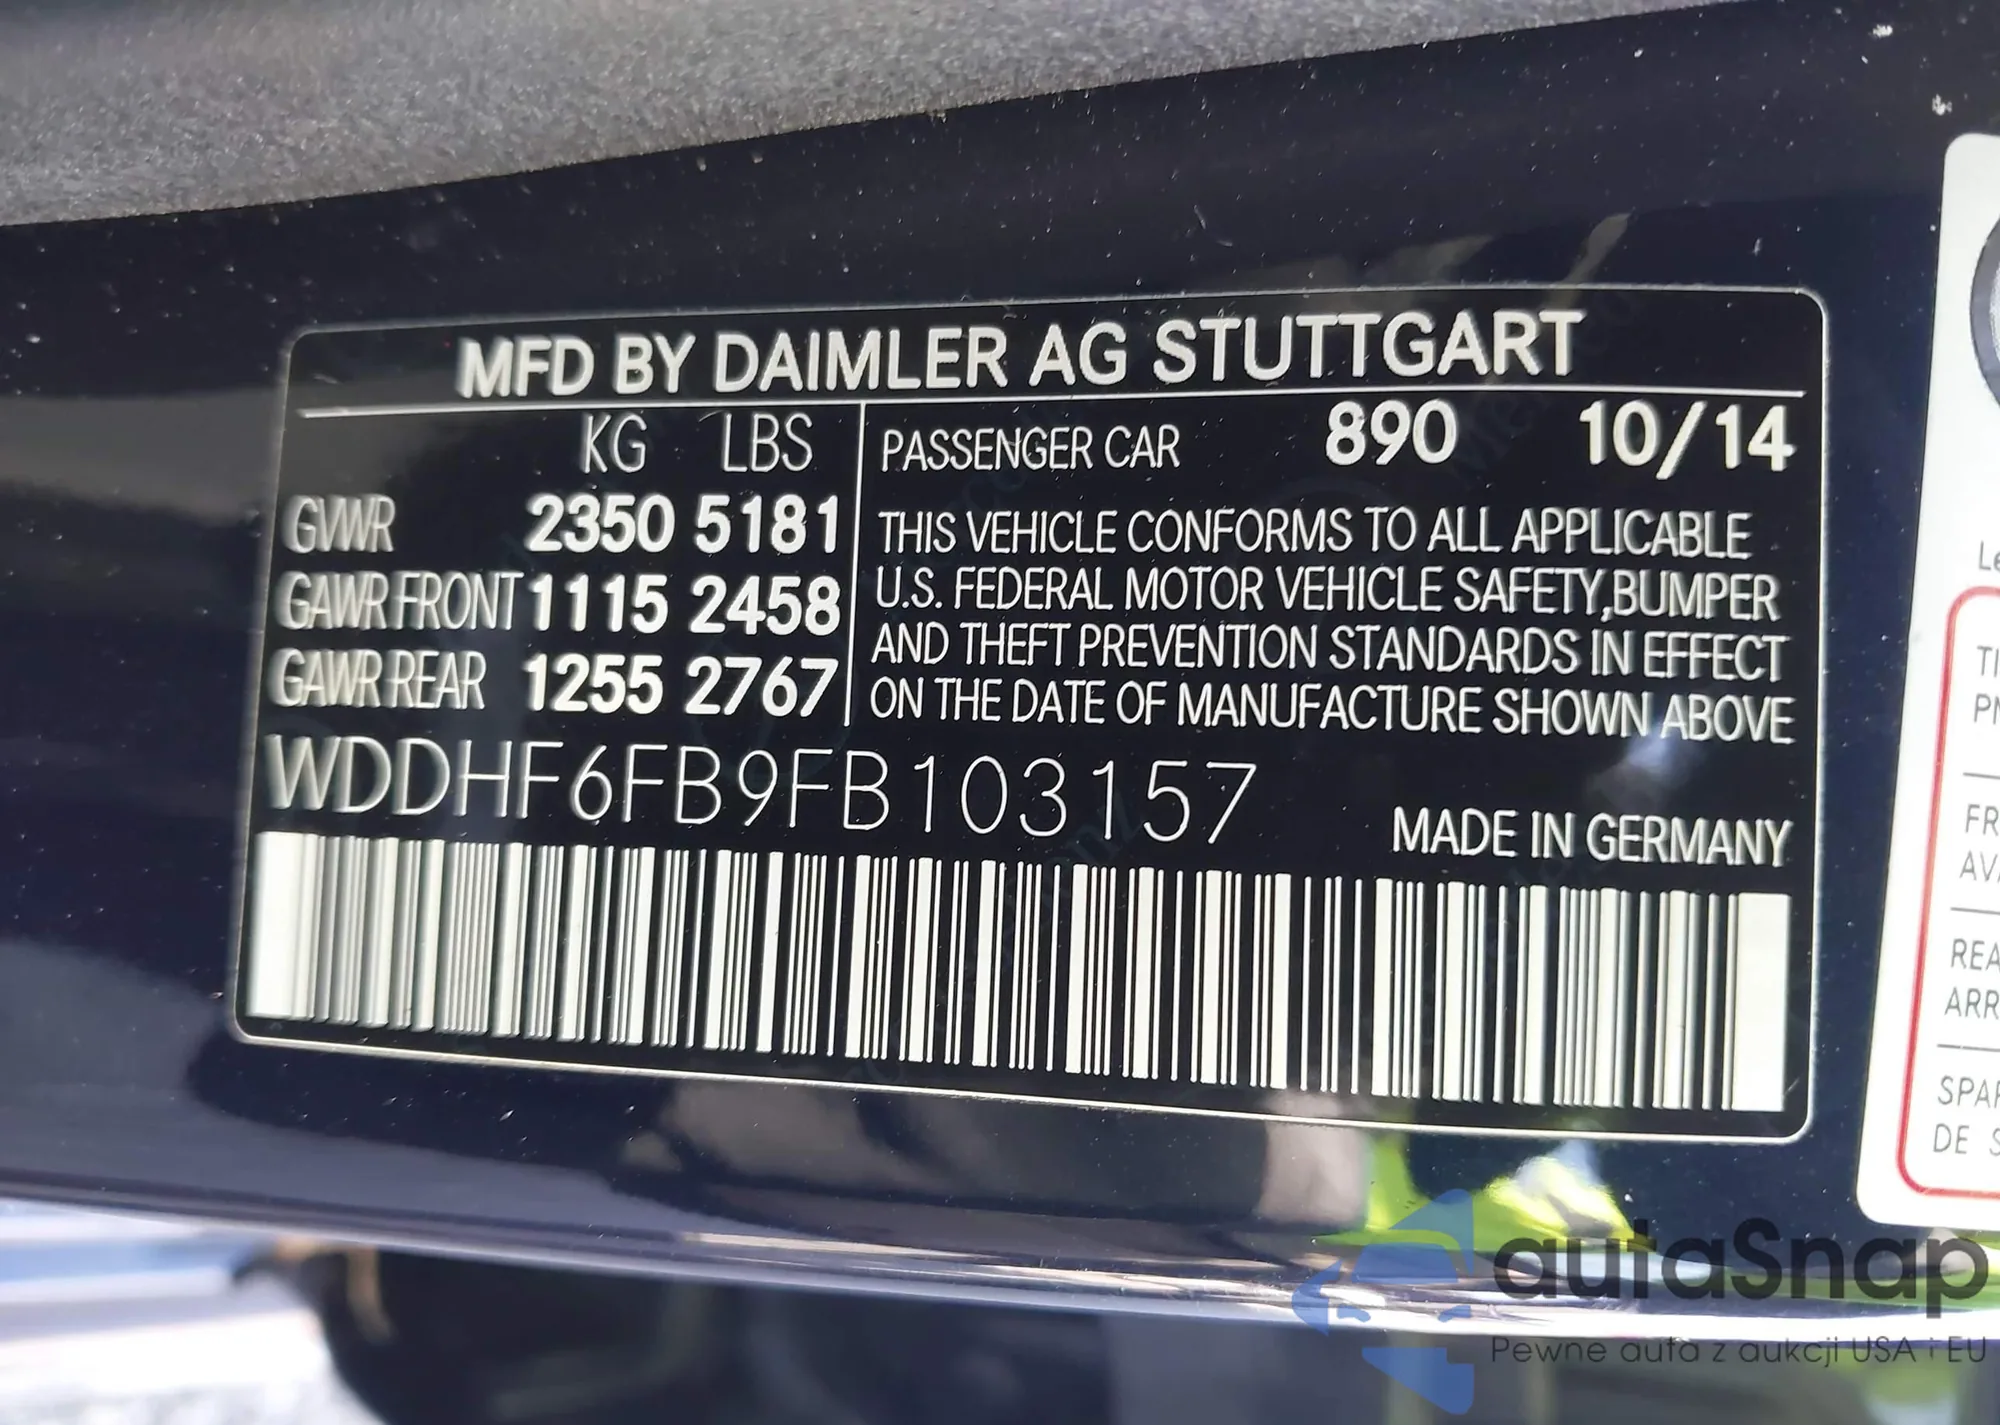 MFD BY DAIMLER AG STUTTGART
KG LBS
GVWR 2350 5181
GAWR FRONT 1115 2458
GAWR REAR 1255 2767
PASSENGER CAR 890 10/14
THIS VEHICLE CONFORMS TO ALL APPLICABLE
U.S. FEDERAL MOTOR VEHICLE SAFETY,BUMPER
AND THEFT PREVENTION STANDARDS IN EFFECT
ON THE DATE OF MANUFACTURE SHOWN ABOVE
WDDHF6FB9FB103157
MADE IN GERMANY
DE
autaSnap
Pewne auta z aukcji USA i EU